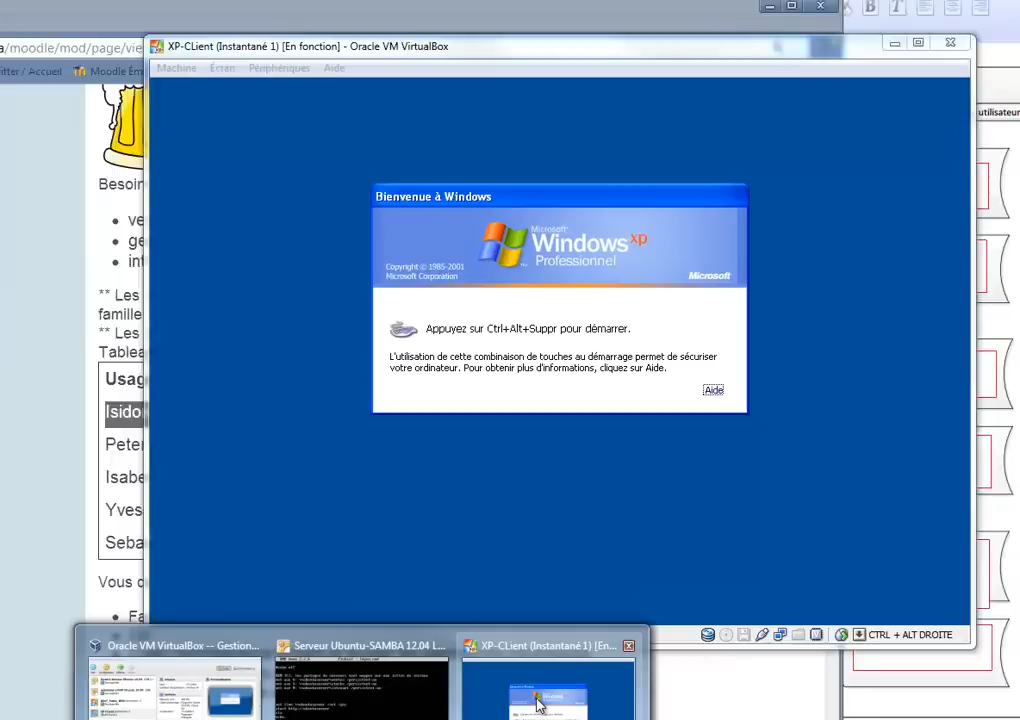 B T
a/moodle/mod/page/vie
XP-CLient (Instantané 1) [En fonction] - Oracle VM VirtualBox
itter / Accueil Moodle Ém
Machine Écran Périphériques Aide
utilisateur
Besoin
ve
ge
int
** Les
famille
** Les
Tablea
Usag
Isido
Peter
Isabe
Yves
Seba
Vous
Bienvenue à Windows
Microsoft
Windows xp
Professionnel
Copyright © 1985-2001
Microsoft Corporation
Microsoft
Appuyez sur Ctrl+Alt+Suppr pour démarrer.
L'utilisation de cette combinaison de touches au démarrage permet de sécuriser
votre ordinateur. Pour obtenir plus d'informations, cliquez sur Aide.
Aide
CTRL + ALT DROITE
Oracle VM VirtualBox -- Gestion... Serveur Ubuntu-SAMBA 12.04 L... XP-CLient (Instantané 1) [En...